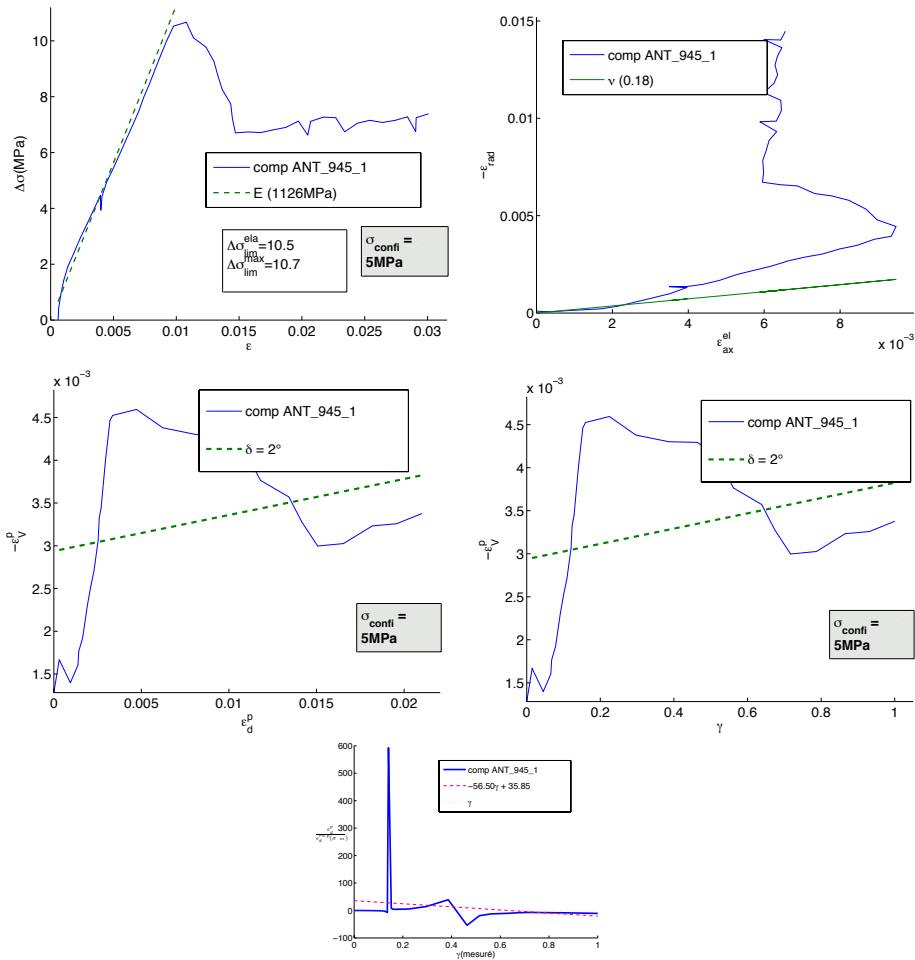 10
8
6
4
2
0
Δσ(MPa)
0
0.005
0.01
0.015
0.02
0.025
0.03
ε
comp ANT_945_1
E (1126MPa)
Δσ^ela_lim=10.5
Δσ^max_lim=10.7
σ_confi =
5MPa
−0.015
−0.01
−0.005
0
−ε_rad
0
2
4
6
8
x 10^−3
ε^el_ax
comp ANT_945_1
ν (0.18)
x 10^−3
4.5
4
3.5
3
2.5
2
1.5
−ε^p_V
0
0.005
0.01
0.015
0.02
ε^p_d
comp ANT_945_1
δ = 2°
σ_confi =
5MPa
x 10^−3
4.5
4
3.5
3
2.5
2
1.5
−ε^p_V
0
0.2
0.4
0.6
0.8
1
γ
comp ANT_945_1
δ = 2°
σ_confi =
5MPa
600
500
400
300
200
100
0
−100
0
0.2
0.4
0.6
0.8
1
γ(mesuré)
comp ANT_945_1
−56.50γ + 35.85
γ